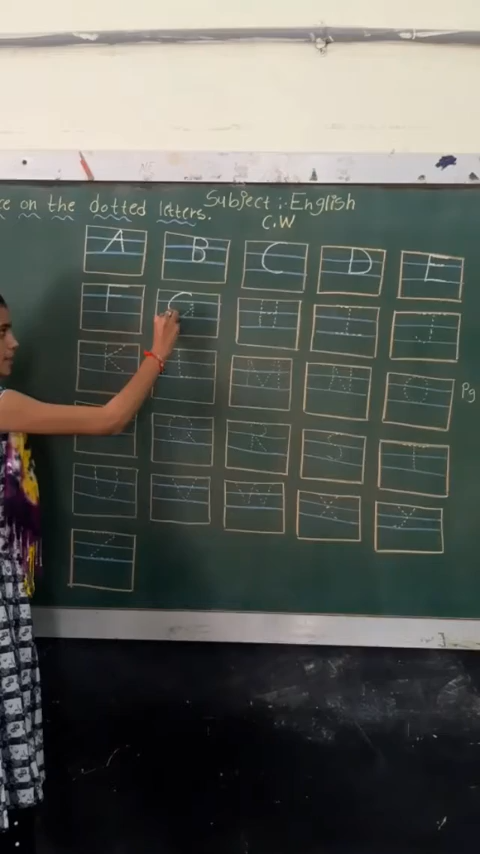 ce on the dotted letters. Subject :- English
C.W
A B C D E
F G H I J
K L M N O Pg
Q R S T
U V W X Y
Z